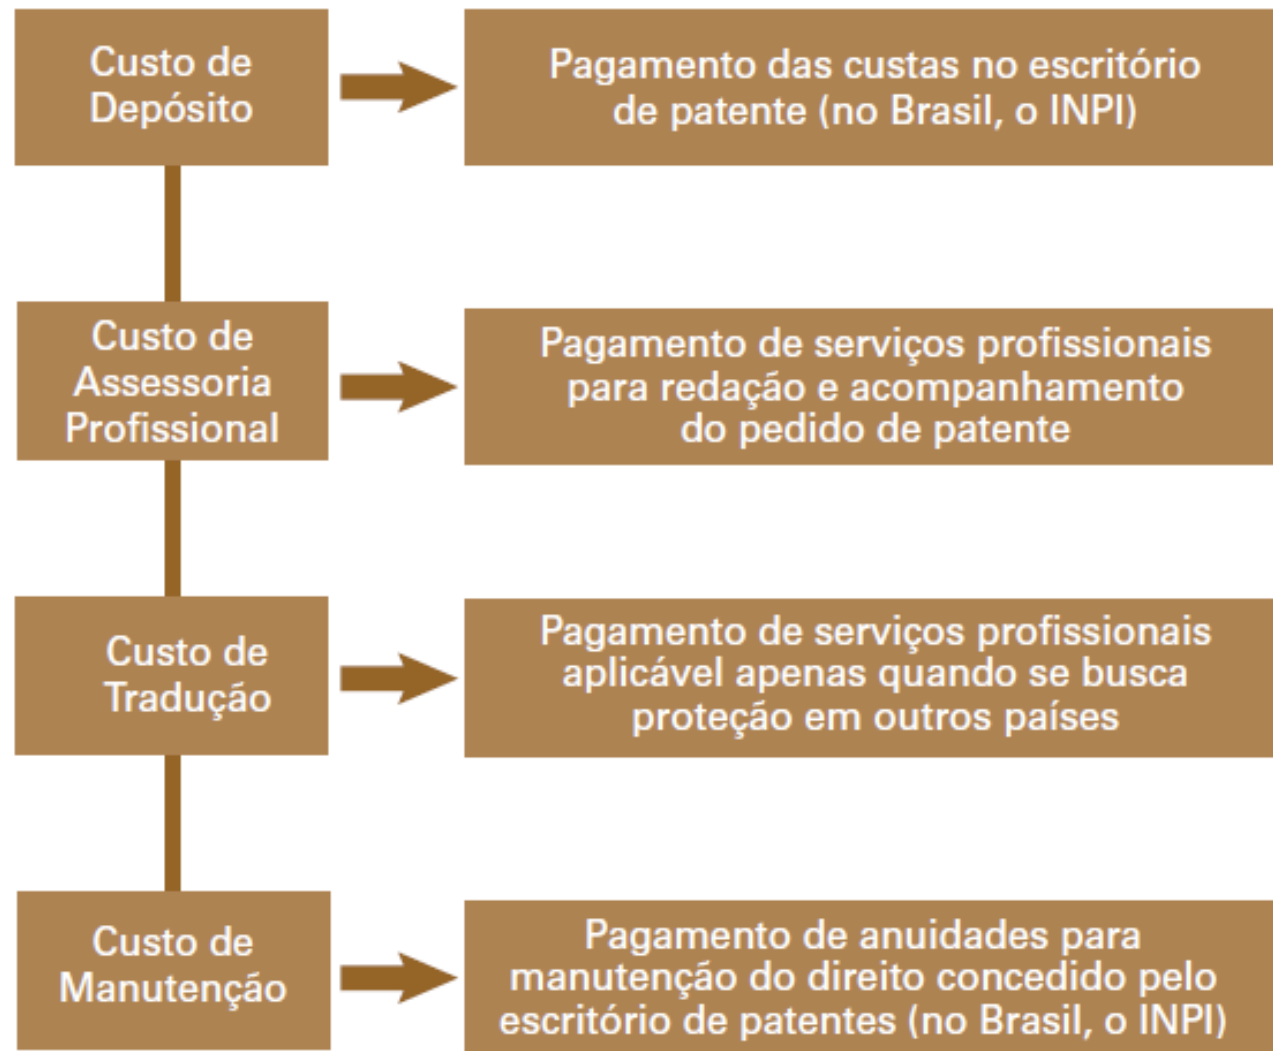 Custo de
Depósito
Pagamento das custas no escritório
de patente (no Brasil, o INPI)
Custo de
Assessoria
Profissional
Pagamento de serviços profissionais
para redação e acompanhamento
do pedido de patente
Custo de
Tradução
Pagamento de serviços profissionais
aplicável apenas quando se busca
proteção em outros países
Custo de
Manutenção
Pagamento de anuidades para
manutenção do direito concedido pelo
escritório de patentes (no Brasil, o INPI)